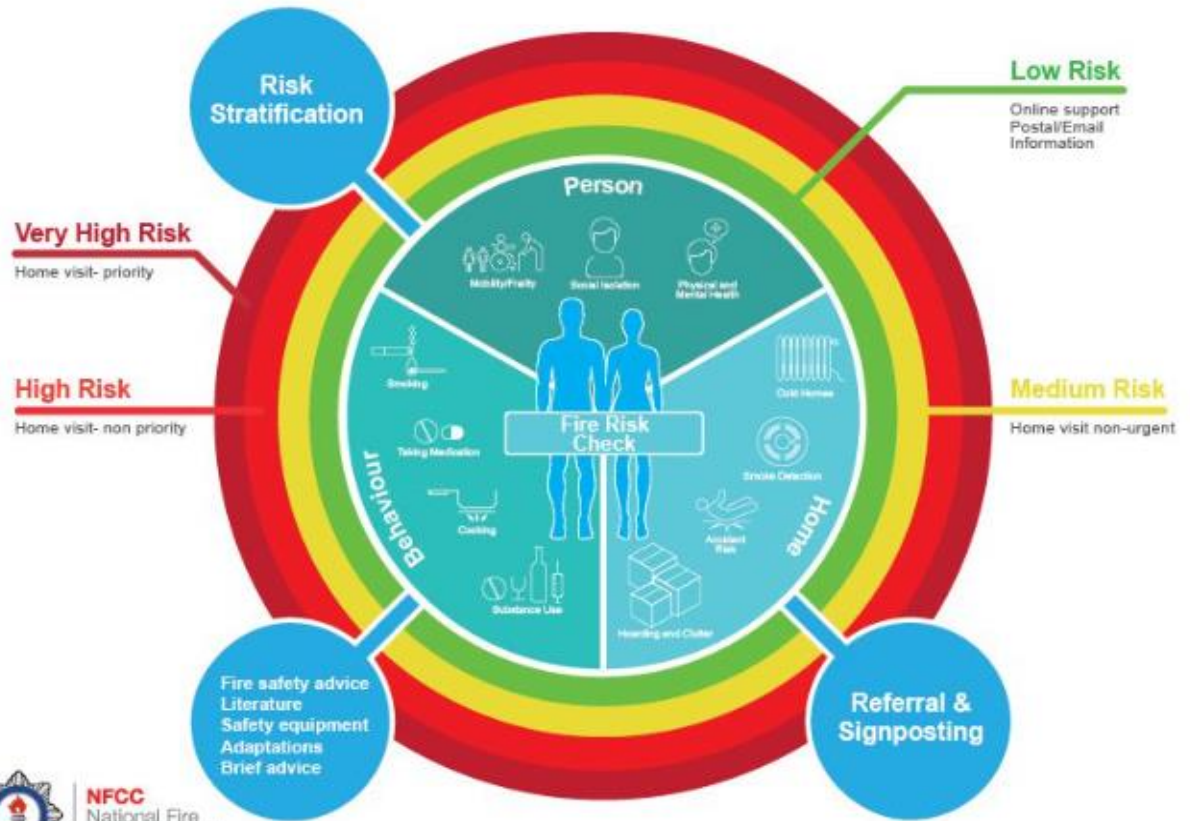 Risk
Stratification
Low Risk
Online support
Postal/Email
Information
Very High Risk
Home visit- priority
High Risk
Home visit- non priority
Medium Risk
Home visit non-urgent
Person
Mobility/Frailty
Social Isolation
Physical and
Mental Health
Behaviour
Smoking
Taking Medication
Cooking
Substance Use
Fire Risk
Check
Home
Cold Homes
Smoke Detection
Accident
Risk
Hoarding and Clutter
Fire safety advice
Literature
Safety equipment
Adaptations
Brief advice
Referral &
Signposting
NFCC
National Fire